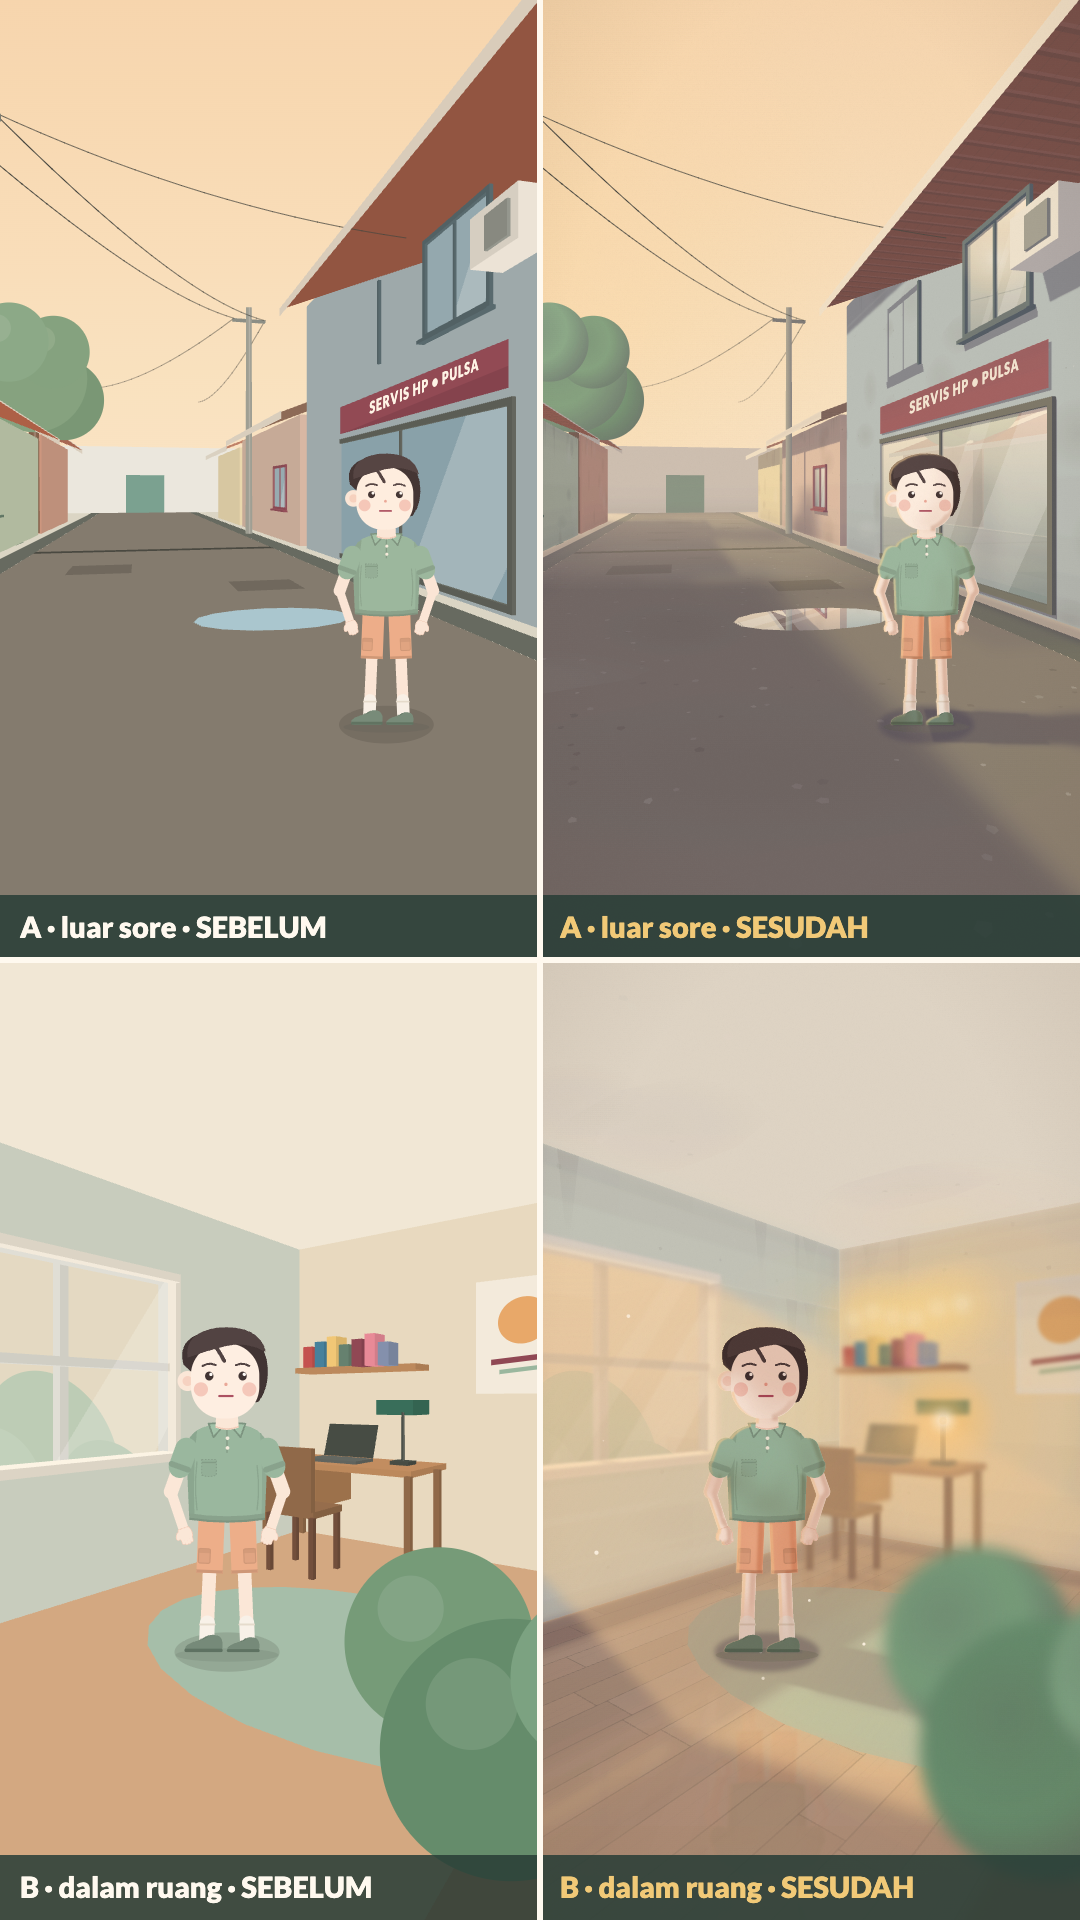 SERVIS HP • PULSA
SERVIS HP • PULSA
A • luar sore • SEBELUM
A • luar sore • SESUDAH
B • dalam ruang • SEBELUM
B • dalam ruang • SESUDAH